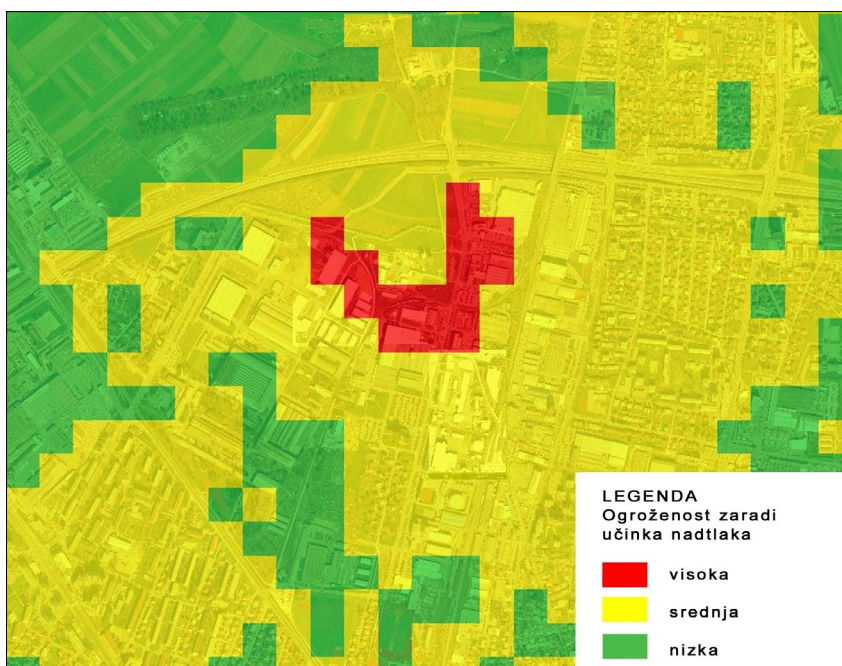 LEGENDA
Ogroženost zaradi
učinka nadtlaka
visoka
srednja
nizka